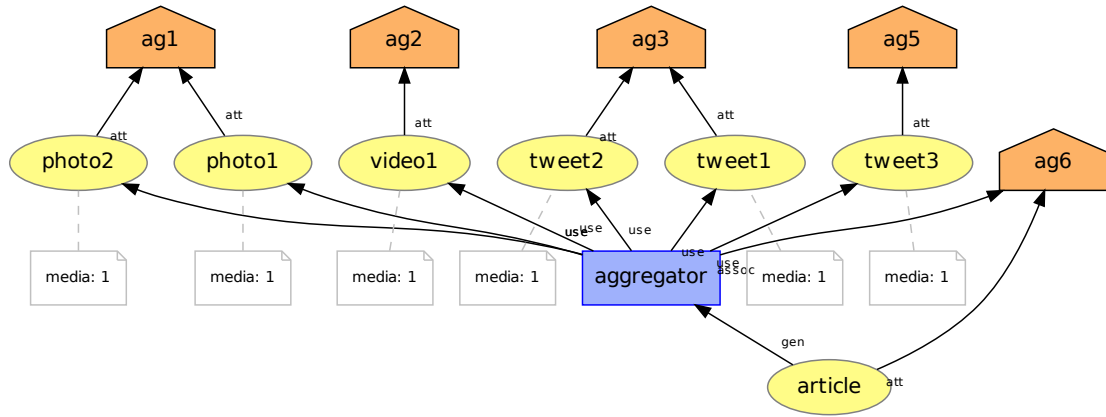 ag1
ag2
ag3
ag5
att
att
att
att
att
att
photo2
photo1
video1
tweet2
tweet1
tweet3
ag6
use
use
use
use
use
assoc
media: 1
media: 1
media: 1
media: 1
aggregator
media: 1
media: 1
gen
article
att